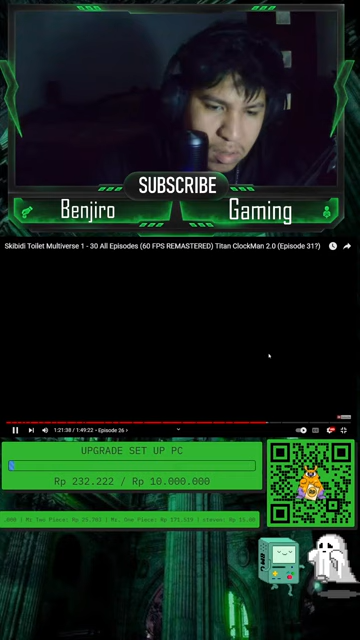 SUBSCRIBE
Benjiro
Gaming
Skibidi Toilet Multiverse 1 - 30 All Episodes (60 FPS REMASTERED) Titan ClockMan 2.0 (Episode 31?)
1:21:38 / 1:49:22 • Episode 26 >
UPGRADE SET UP PC
Rp 232.222 / Rp 10.000.000
BMO